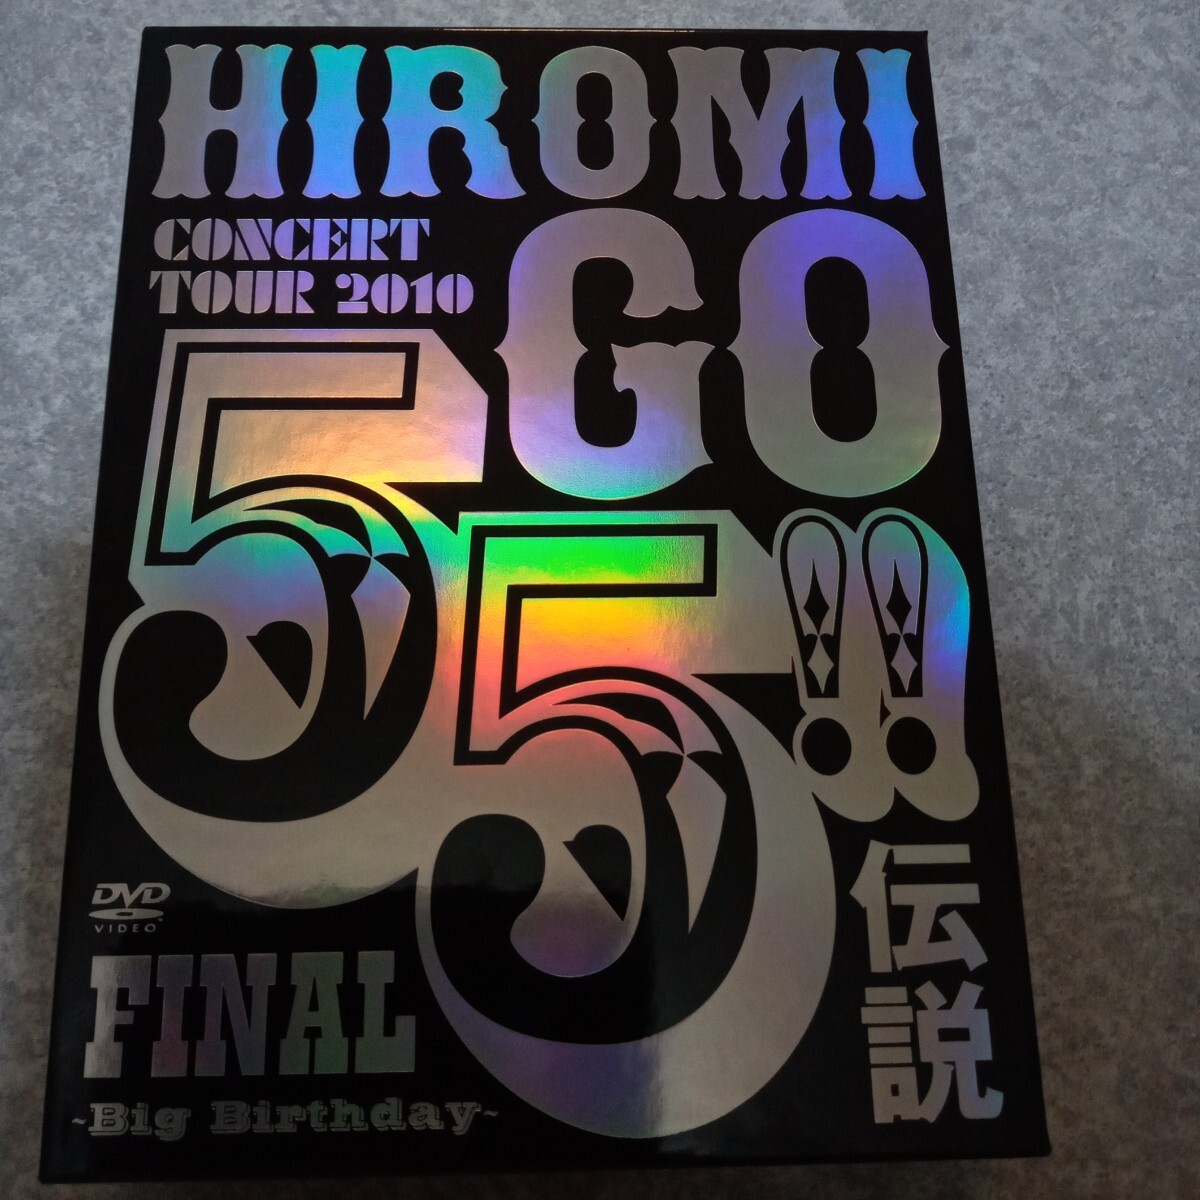 HIROMI
GO
CONCERT
TOUR 2010
55!!
伝説
DVD
VIDEO
FINAL
~Big Birthday~